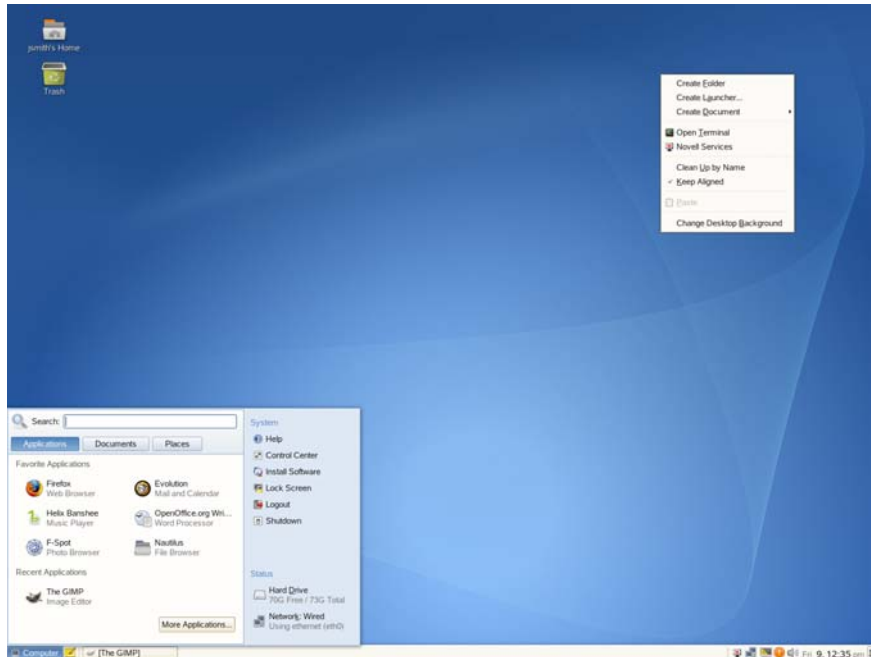 jsmith's Home
Trash
Create Folder
Create Launcher...
Create Document
Open Terminal
Novell Services
Clean Up by Name
Keep Aligned
Paste
Change Desktop Background
Search:
Applications Documents Places
Favorite Applications
Firefox
Web Browser
Evolution
Mail and Calendar
Helix Banshee
Music Player
OpenOffice.org Wri...
Word Processor
F-Spot
Photo Browser
Nautilus
File Browser
Recent Applications
The GIMP
Image Editor
More Applications...
System
Help
Control Center
Install Software
Lock Screen
Logout
Shutdown
Status
Hard Drive
70G Free / 73G Total
Network: Wired
Using ethernet (eth0)
Computer [The GIMP] Fri 9, 12:35 pm